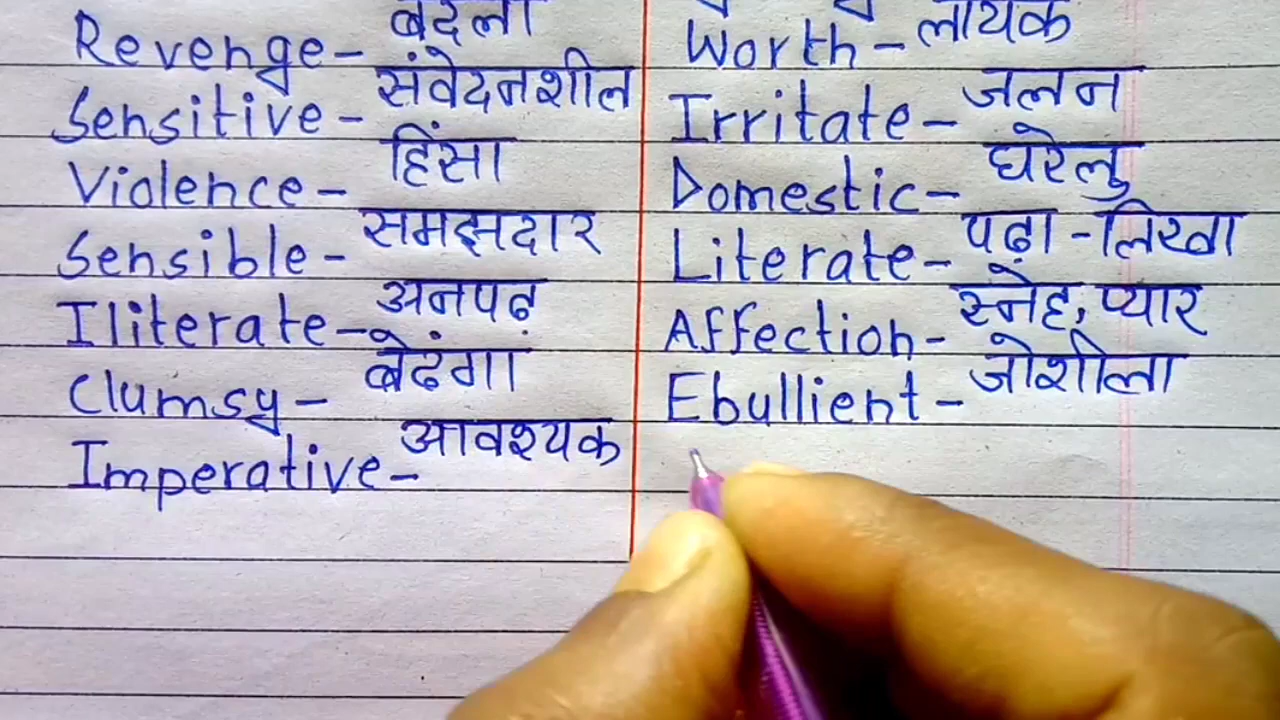 Revenge - बदला
Sensitive - संवेदनशील
Violence - हिंसा
Sensible - समझदार
Iliterate - अनपढ़
Clumsy - बेढंगा
Imperative - आवश्यक
Worth - लायक
Irritate - जलन
Domestic - घरेलु
Literate - पढ़ा - लिखा
Affection - स्नेह, प्यार
Ebullient - जोशीला